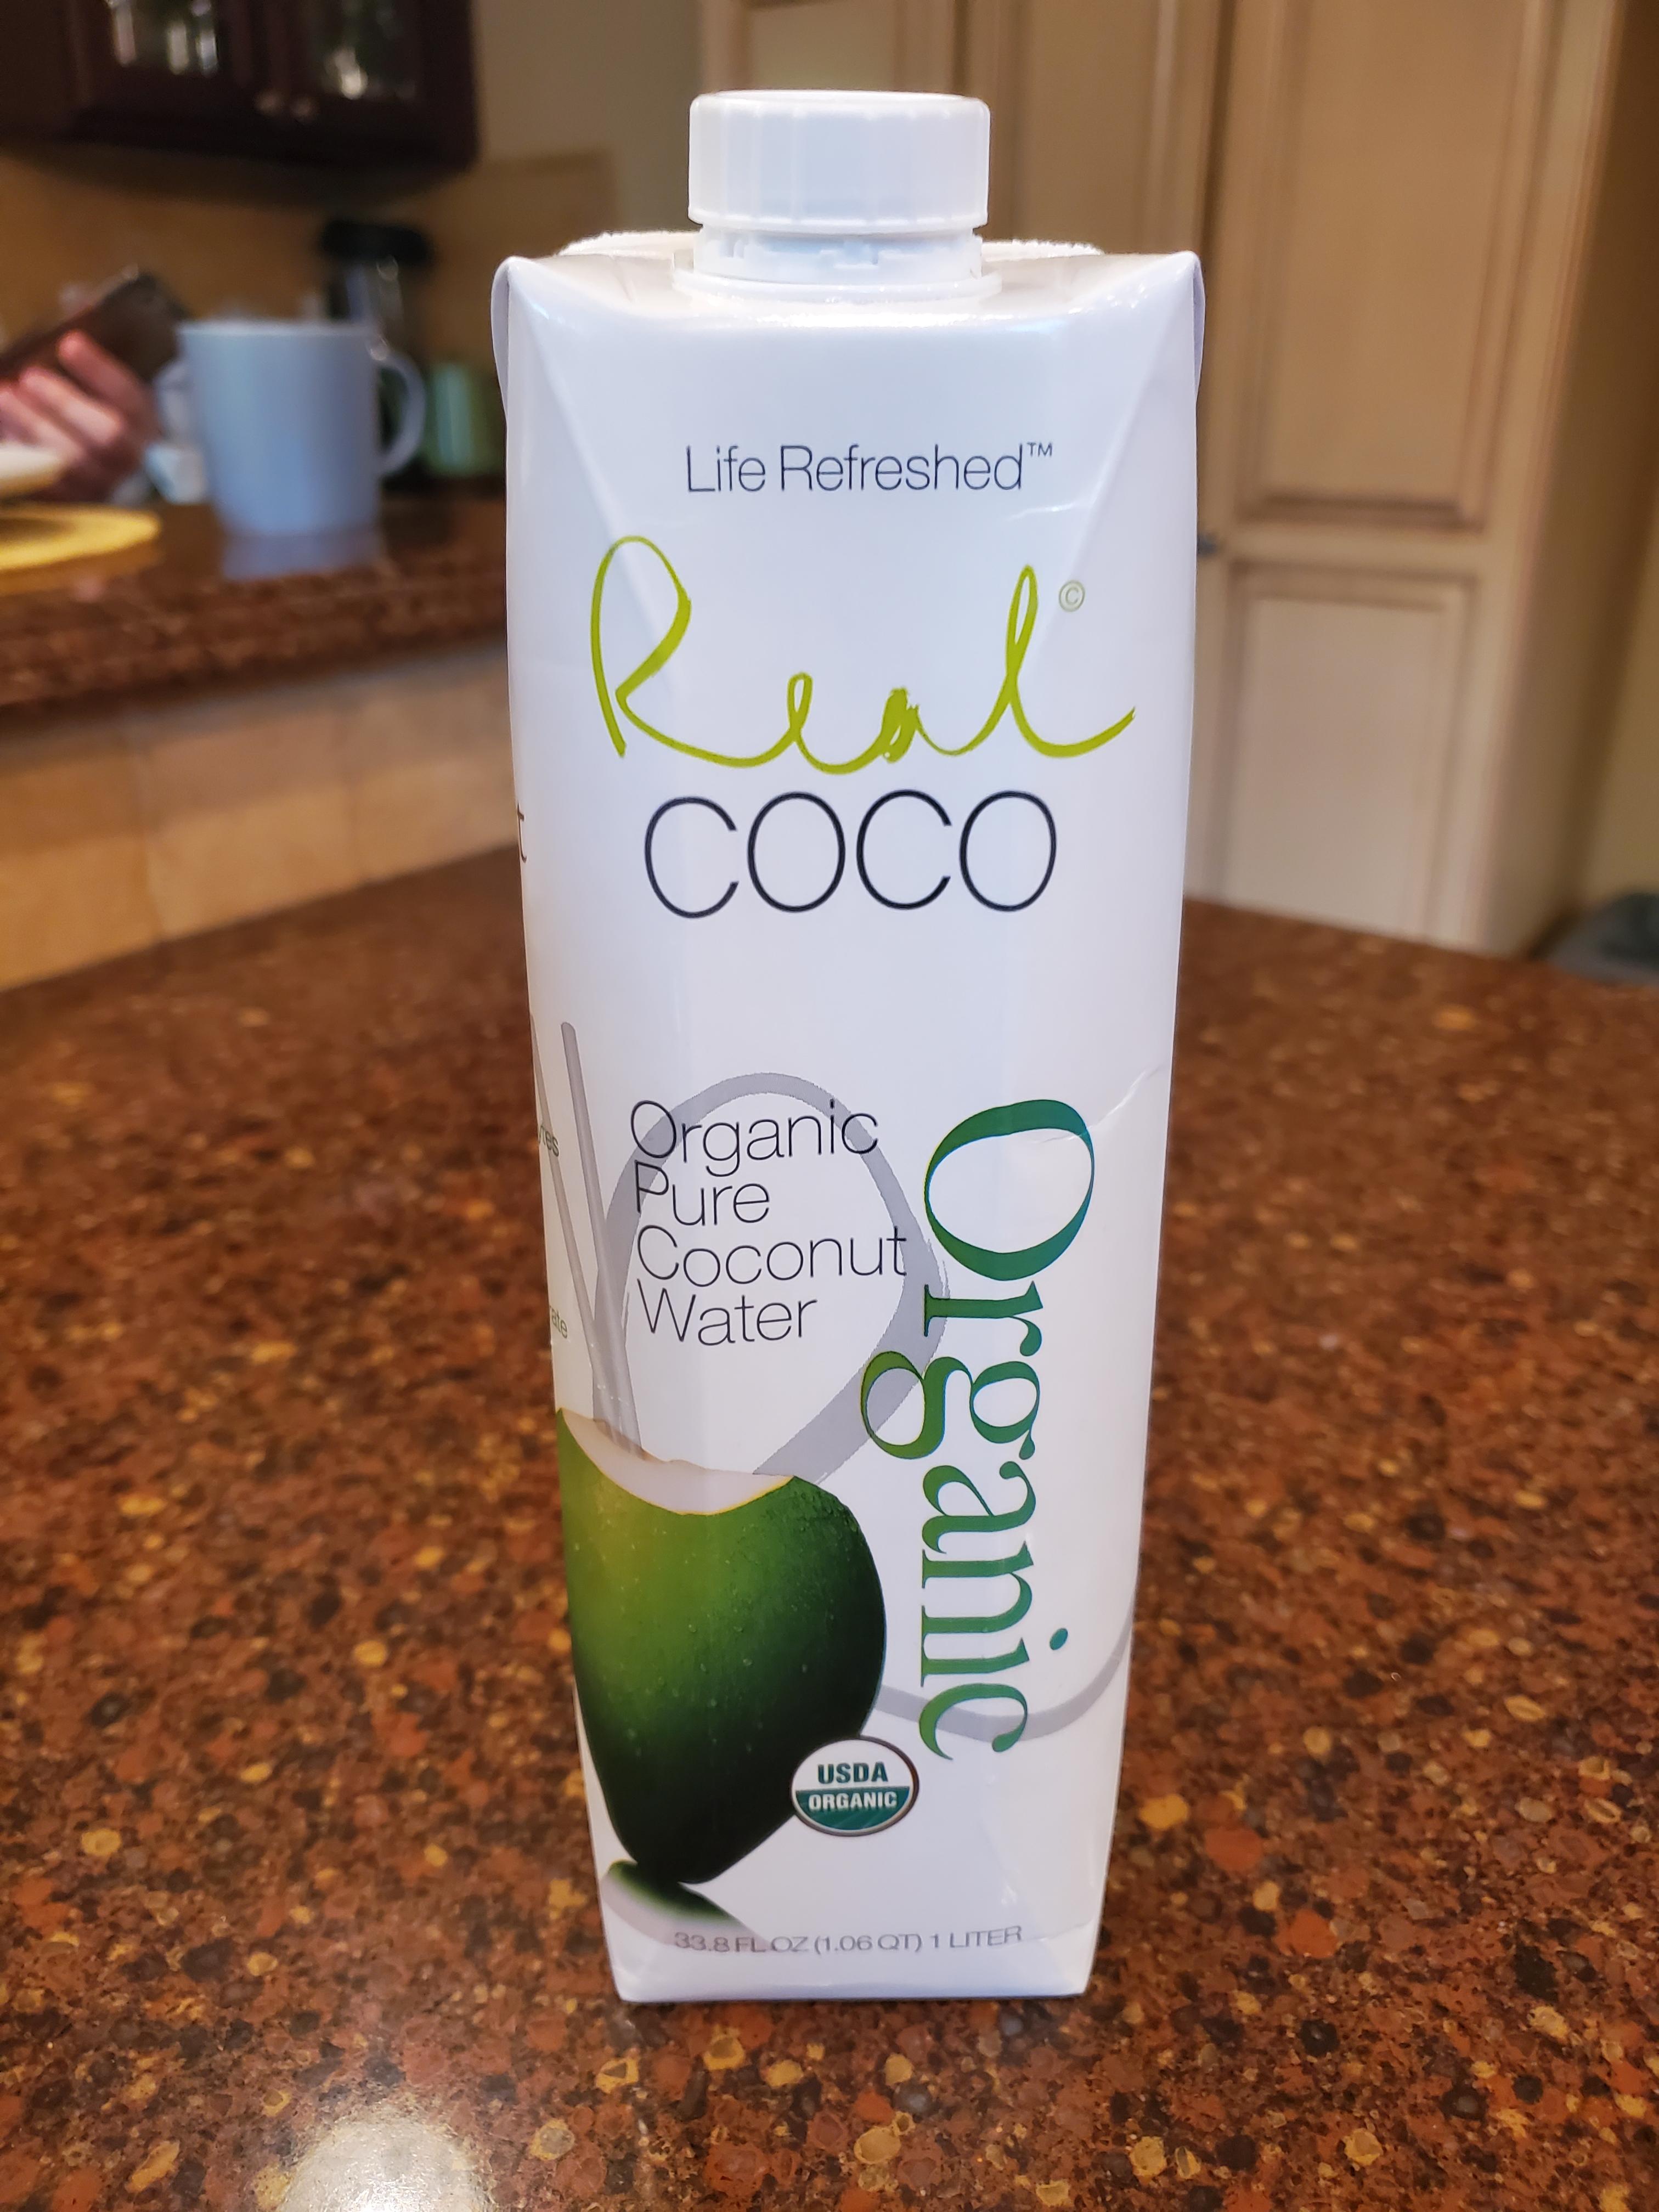 Life Refreshed™
Real©
COCO
Organic
Pure
Coconut
Water
Organic
USDA
ORGANIC
33.8 FL OZ (1.06 QT) 1 LITER